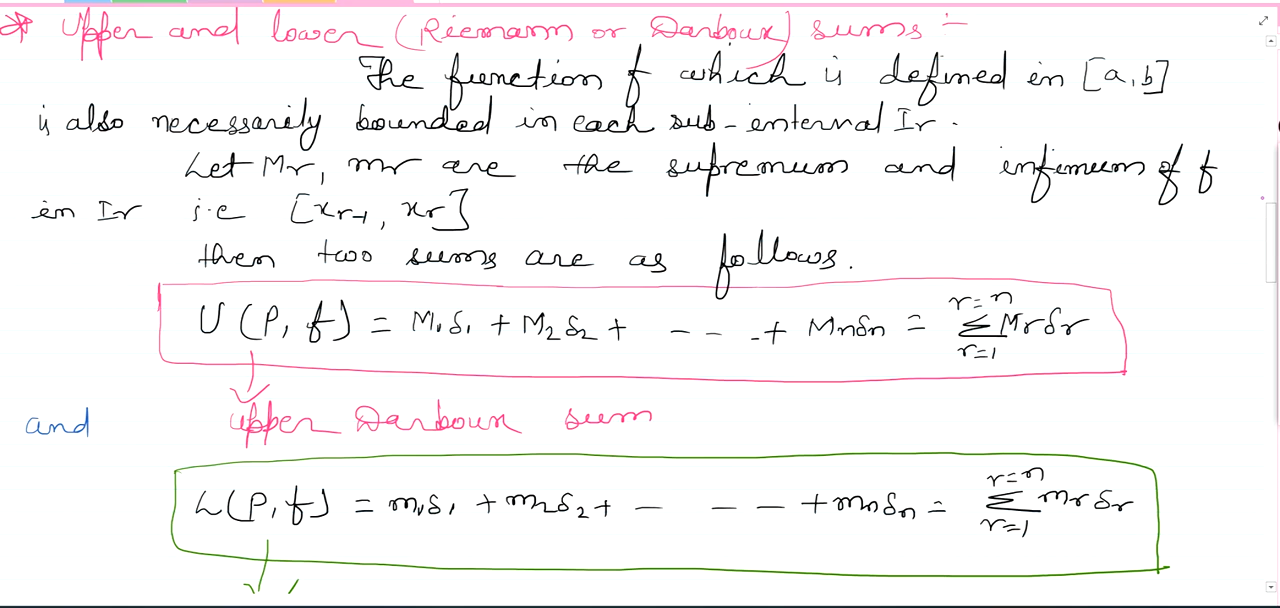 * Upper and lower (Riemann or Darboux) sums :-
The function f which is defined in [a,b]
is also necessarily bounded in each sub-interval Ir.
Let Mr, mr are the supremum and infimum of f
in Ir i.e [xr-1, xr]
then two sums are as follows.
U(P, f) = M₁δ₁ + M₂δ₂ + - - . + Mnδn = Σ_{r=1}^{r=n} Mrδr
and upper Darboux sum
L(P, f) = m₁δ₁ + m₂δ₂ + - - - + mnδn = Σ_{r=1}^{r=n} mrδr